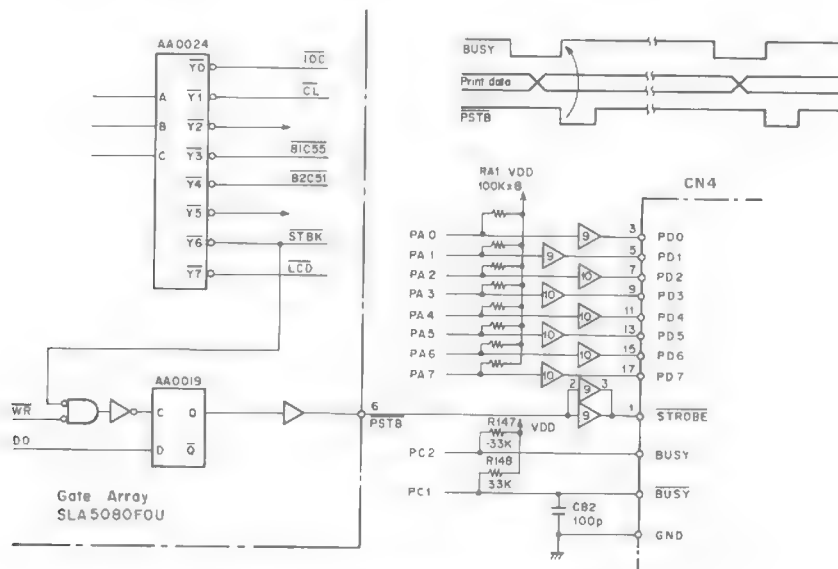 AA0024
A
B
C
Y0
Y1
Y2
Y3
Y4
Y5
Y6
Y7
IOC
CL
B1C55
B2C51
STBK
LCD
AA0019
WR
D0
C Q
D Q
6
PSTB
Gate Array
SLA5080F0U
BUSY
Print data
PSTB
RA1 VDD
100K×8
CN4
PA0 9 3 PD0
PA1 9 5 PD1
PA2 10 7 PD2
PA3 10 9 PD3
PA4 10 11 PD4
PA5 10 13 PD5
PA6 10 15 PD6
PA7 10 17 PD7
2 9 3
9 1 STROBE
R147 VDD
33K
PC2 BUSY
R148
33K
PC1 BUSY
C82
100p
GND